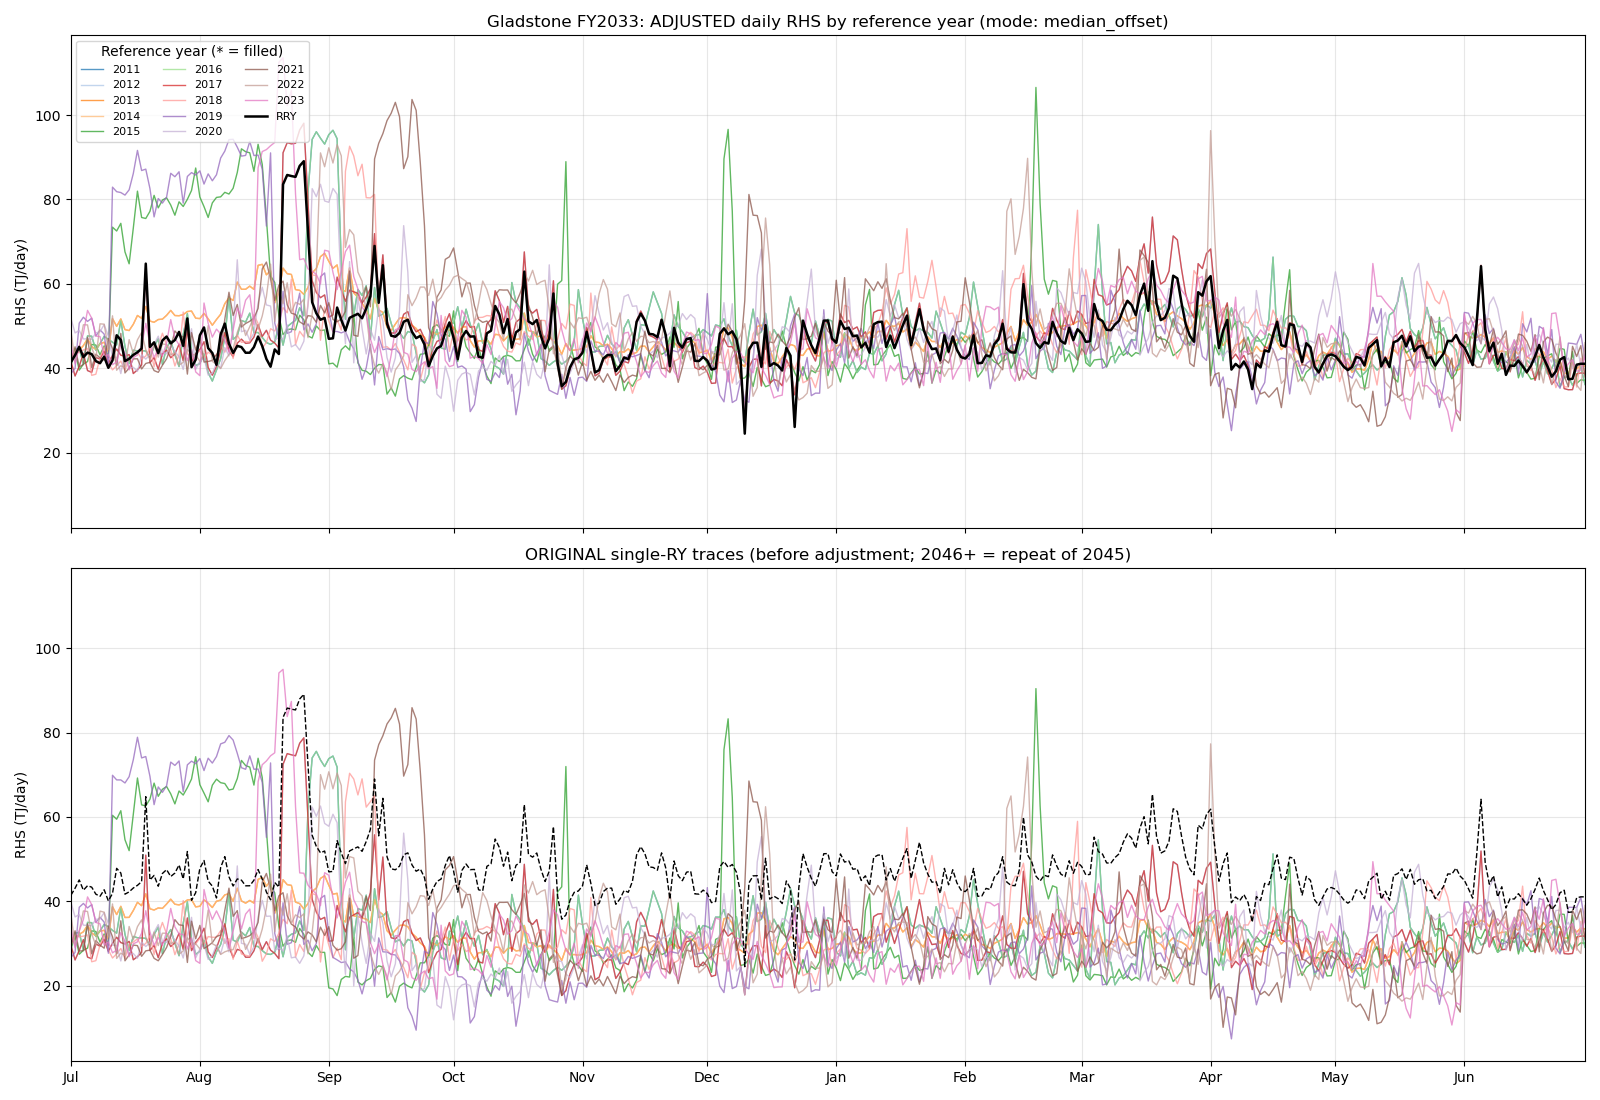 Gladstone FY2033: ADJUSTED daily RHS by reference year (mode: median_offset)
Reference year (* = filled)
2011 2016 2021
2012 2017 2022
2013 2018 2023
2014 2019 RRY
2015 2020
RHS (TJ/day)
100
80
60
40
20
ORIGINAL single-RY traces (before adjustment; 2046+ = repeat of 2045)
RHS (TJ/day)
100
80
60
40
20
Jul Aug Sep Oct Nov Dec Jan Feb Mar Apr May Jun